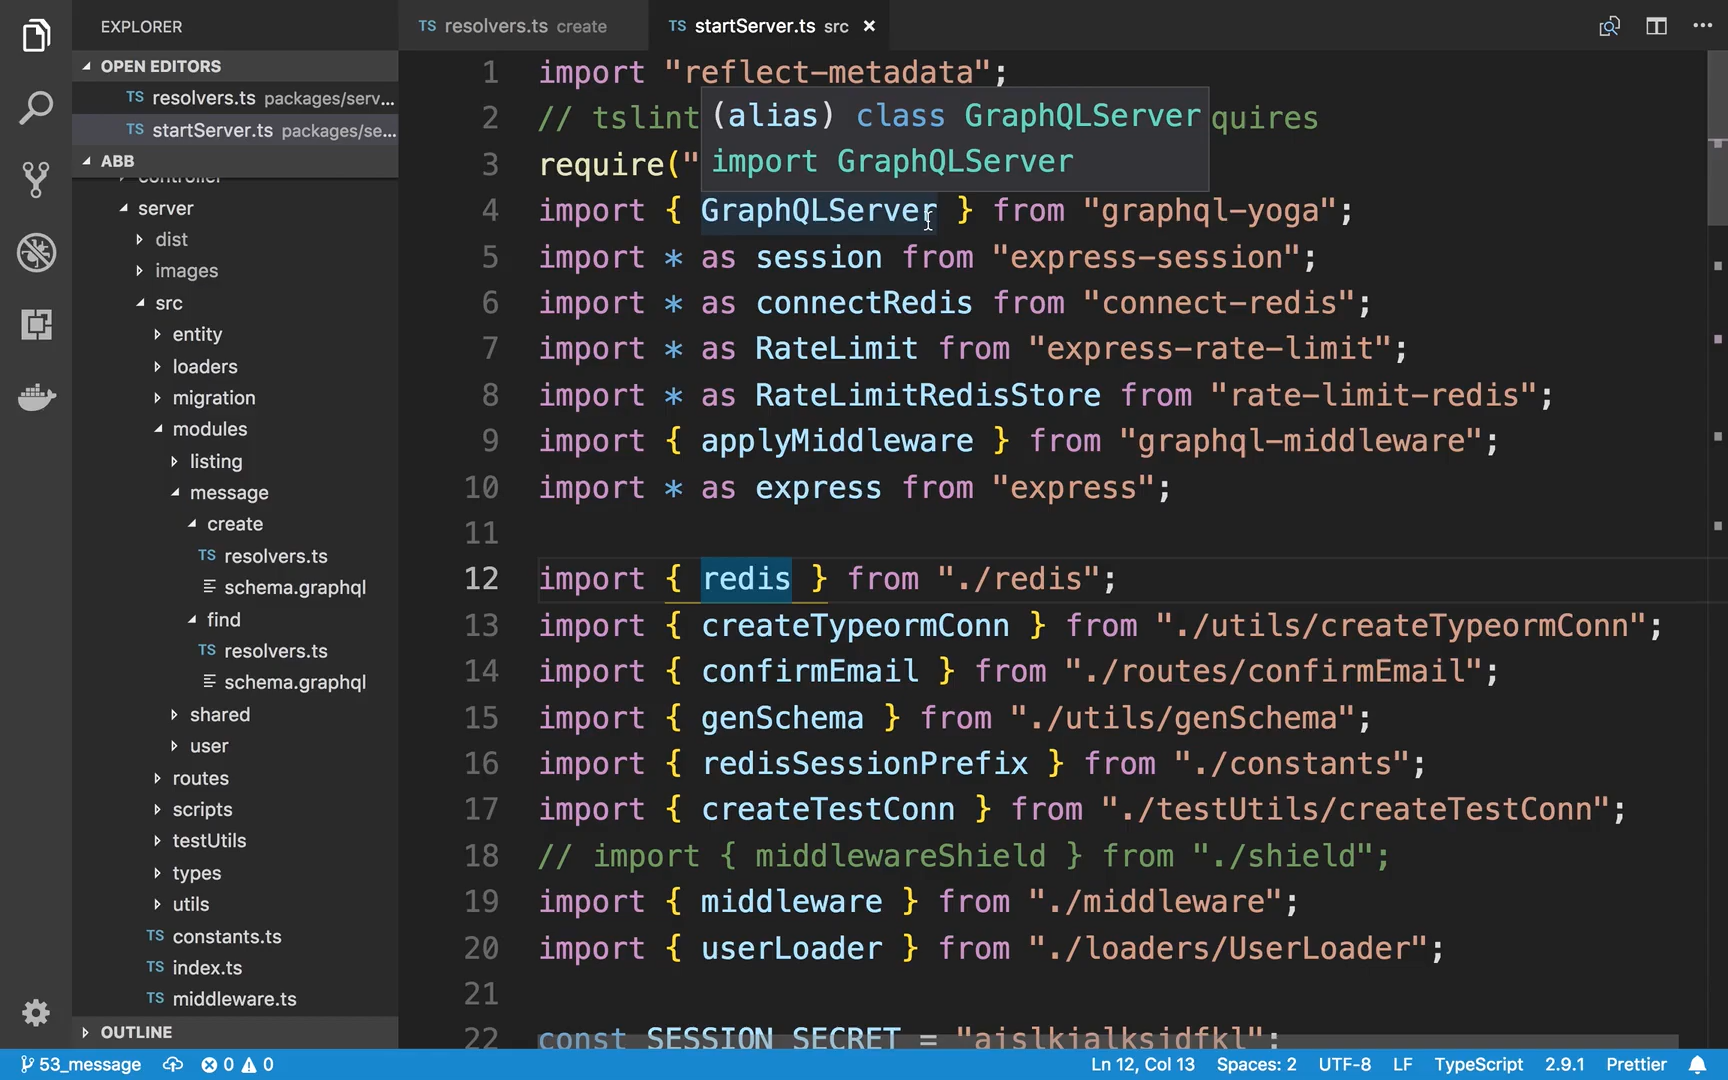 EXPLORER
OPEN EDITORS
TS resolvers.ts packages/serv...
TS startServer.ts packages/se...
ABB
controller
server
dist
images
src
entity
loaders
migration
modules
listing
message
create
TS resolvers.ts
schema.graphql
find
TS resolvers.ts
schema.graphql
shared
user
routes
scripts
testUtils
types
utils
TS constants.ts
TS index.ts
TS middleware.ts
OUTLINE
TS resolvers.ts create
TS startServer.ts src ×
1 import "reflect-metadata";
2 // tslint quires
(alias) class GraphQLServer
import GraphQLServer
3 require("
4 import { GraphQLServer } from "graphql-yoga";
5 import * as session from "express-session";
6 import * as connectRedis from "connect-redis";
7 import * as RateLimit from "express-rate-limit";
8 import * as RateLimitRedisStore from "rate-limit-redis";
9 import { applyMiddleware } from "graphql-middleware";
10 import * as express from "express";
11
12 import { redis } from "./redis";
13 import { createTypeormConn } from "./utils/createTypeormConn";
14 import { confirmEmail } from "./routes/confirmEmail";
15 import { genSchema } from "./utils/genSchema";
16 import { redisSessionPrefix } from "./constants";
17 import { createTestConn } from "./testUtils/createTestConn";
18 // import { middlewareShield } from "./shield";
19 import { middleware } from "./middleware";
20 import { userLoader } from "./loaders/UserLoader";
21
22 const SESSION_SECRET = "ajslkjalksjdfkl";
53_message 0 0 Ln 12, Col 13 Spaces: 2 UTF-8 LF TypeScript 2.9.1 Prettier